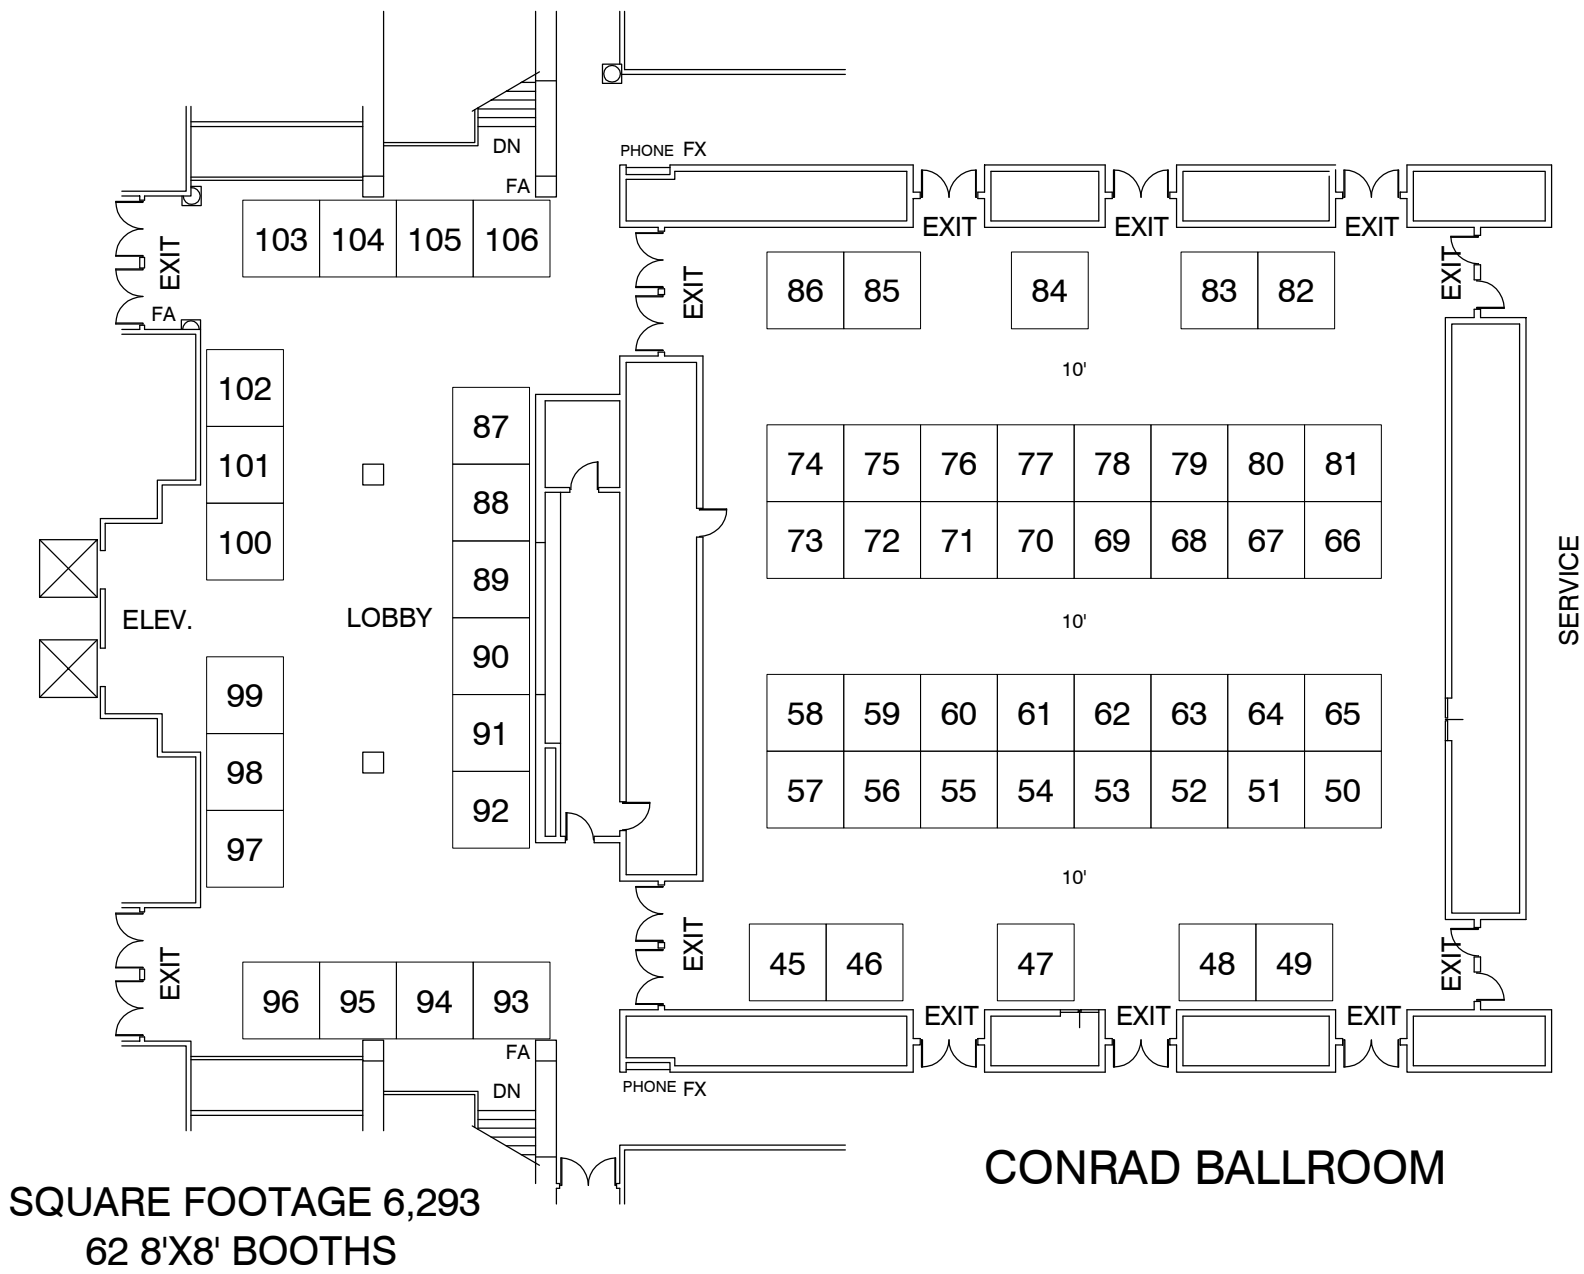 DN
PHONE FX
FA
EXIT EXIT EXIT
103 104 105 106
EXIT
FA
EXIT
86 85 84 83 82
EXIT
10'
102
87
101
74 75 76 77 78 79 80 81
88
100
73 72 71 70 69 68 67 66
89
SERVICE
ELEV.
LOBBY
10'
90
99
58 59 60 61 62 63 64 65
91
98
57 56 55 54 53 52 51 50
92
97
10'
EXIT
EXIT
45 46 47 48 49
EXIT
96 95 94 93
EXIT EXIT EXIT
FA
DN
PHONE FX
CONRAD BALLROOM
SQUARE FOOTAGE 6,293
62 8'X8' BOOTHS